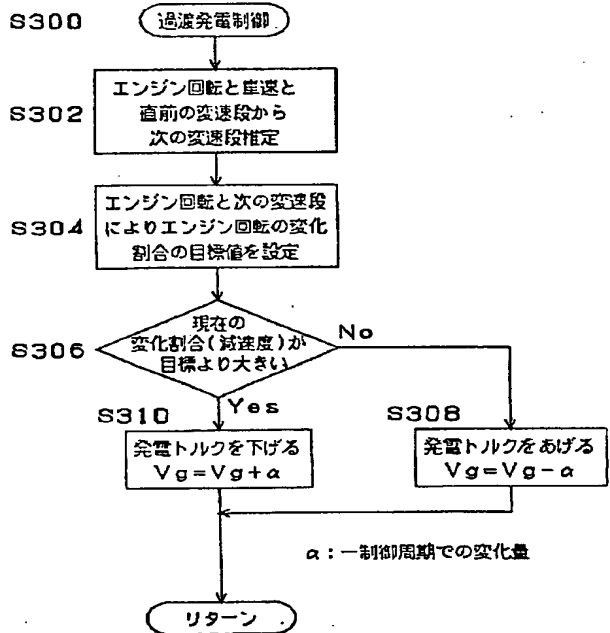 S300
過渡発電制御
S302
エンジン回転と車速と
直前の変速段から
次の変速段推定
S304
エンジン回転と次の変速段
によりエンジン回転の変化
割合の目標値を設定
S306
現在の
変化割合(減速度)が
目標より大きい
No
Yes
S310
発電トルクを下げる
Vg=Vg+α
S308
発電トルクをあげる
Vg=Vg-α
α:一制御周期での変化量
リターン